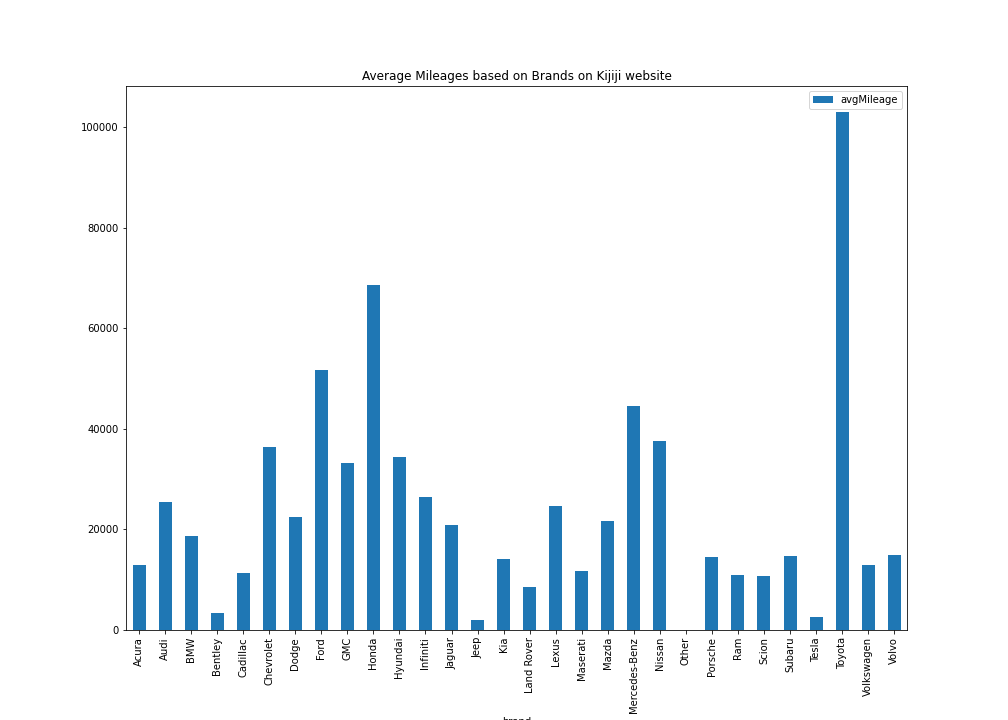 Average Mileages based on Brands on Kijiji website
avgMileage
100000
80000
60000
40000
20000
0
Acura
Audi
BMW
Bentley
Cadillac
Chevrolet
Dodge
Ford
GMC
Honda
Hyundai
Infiniti
Jaguar
Jeep
Kia
Land Rover
Lexus
Maserati
Mazda
Mercedes-Benz
Nissan
Other
Porsche
Ram
Scion
Subaru
Tesla
Toyota
Volkswagen
Volvo